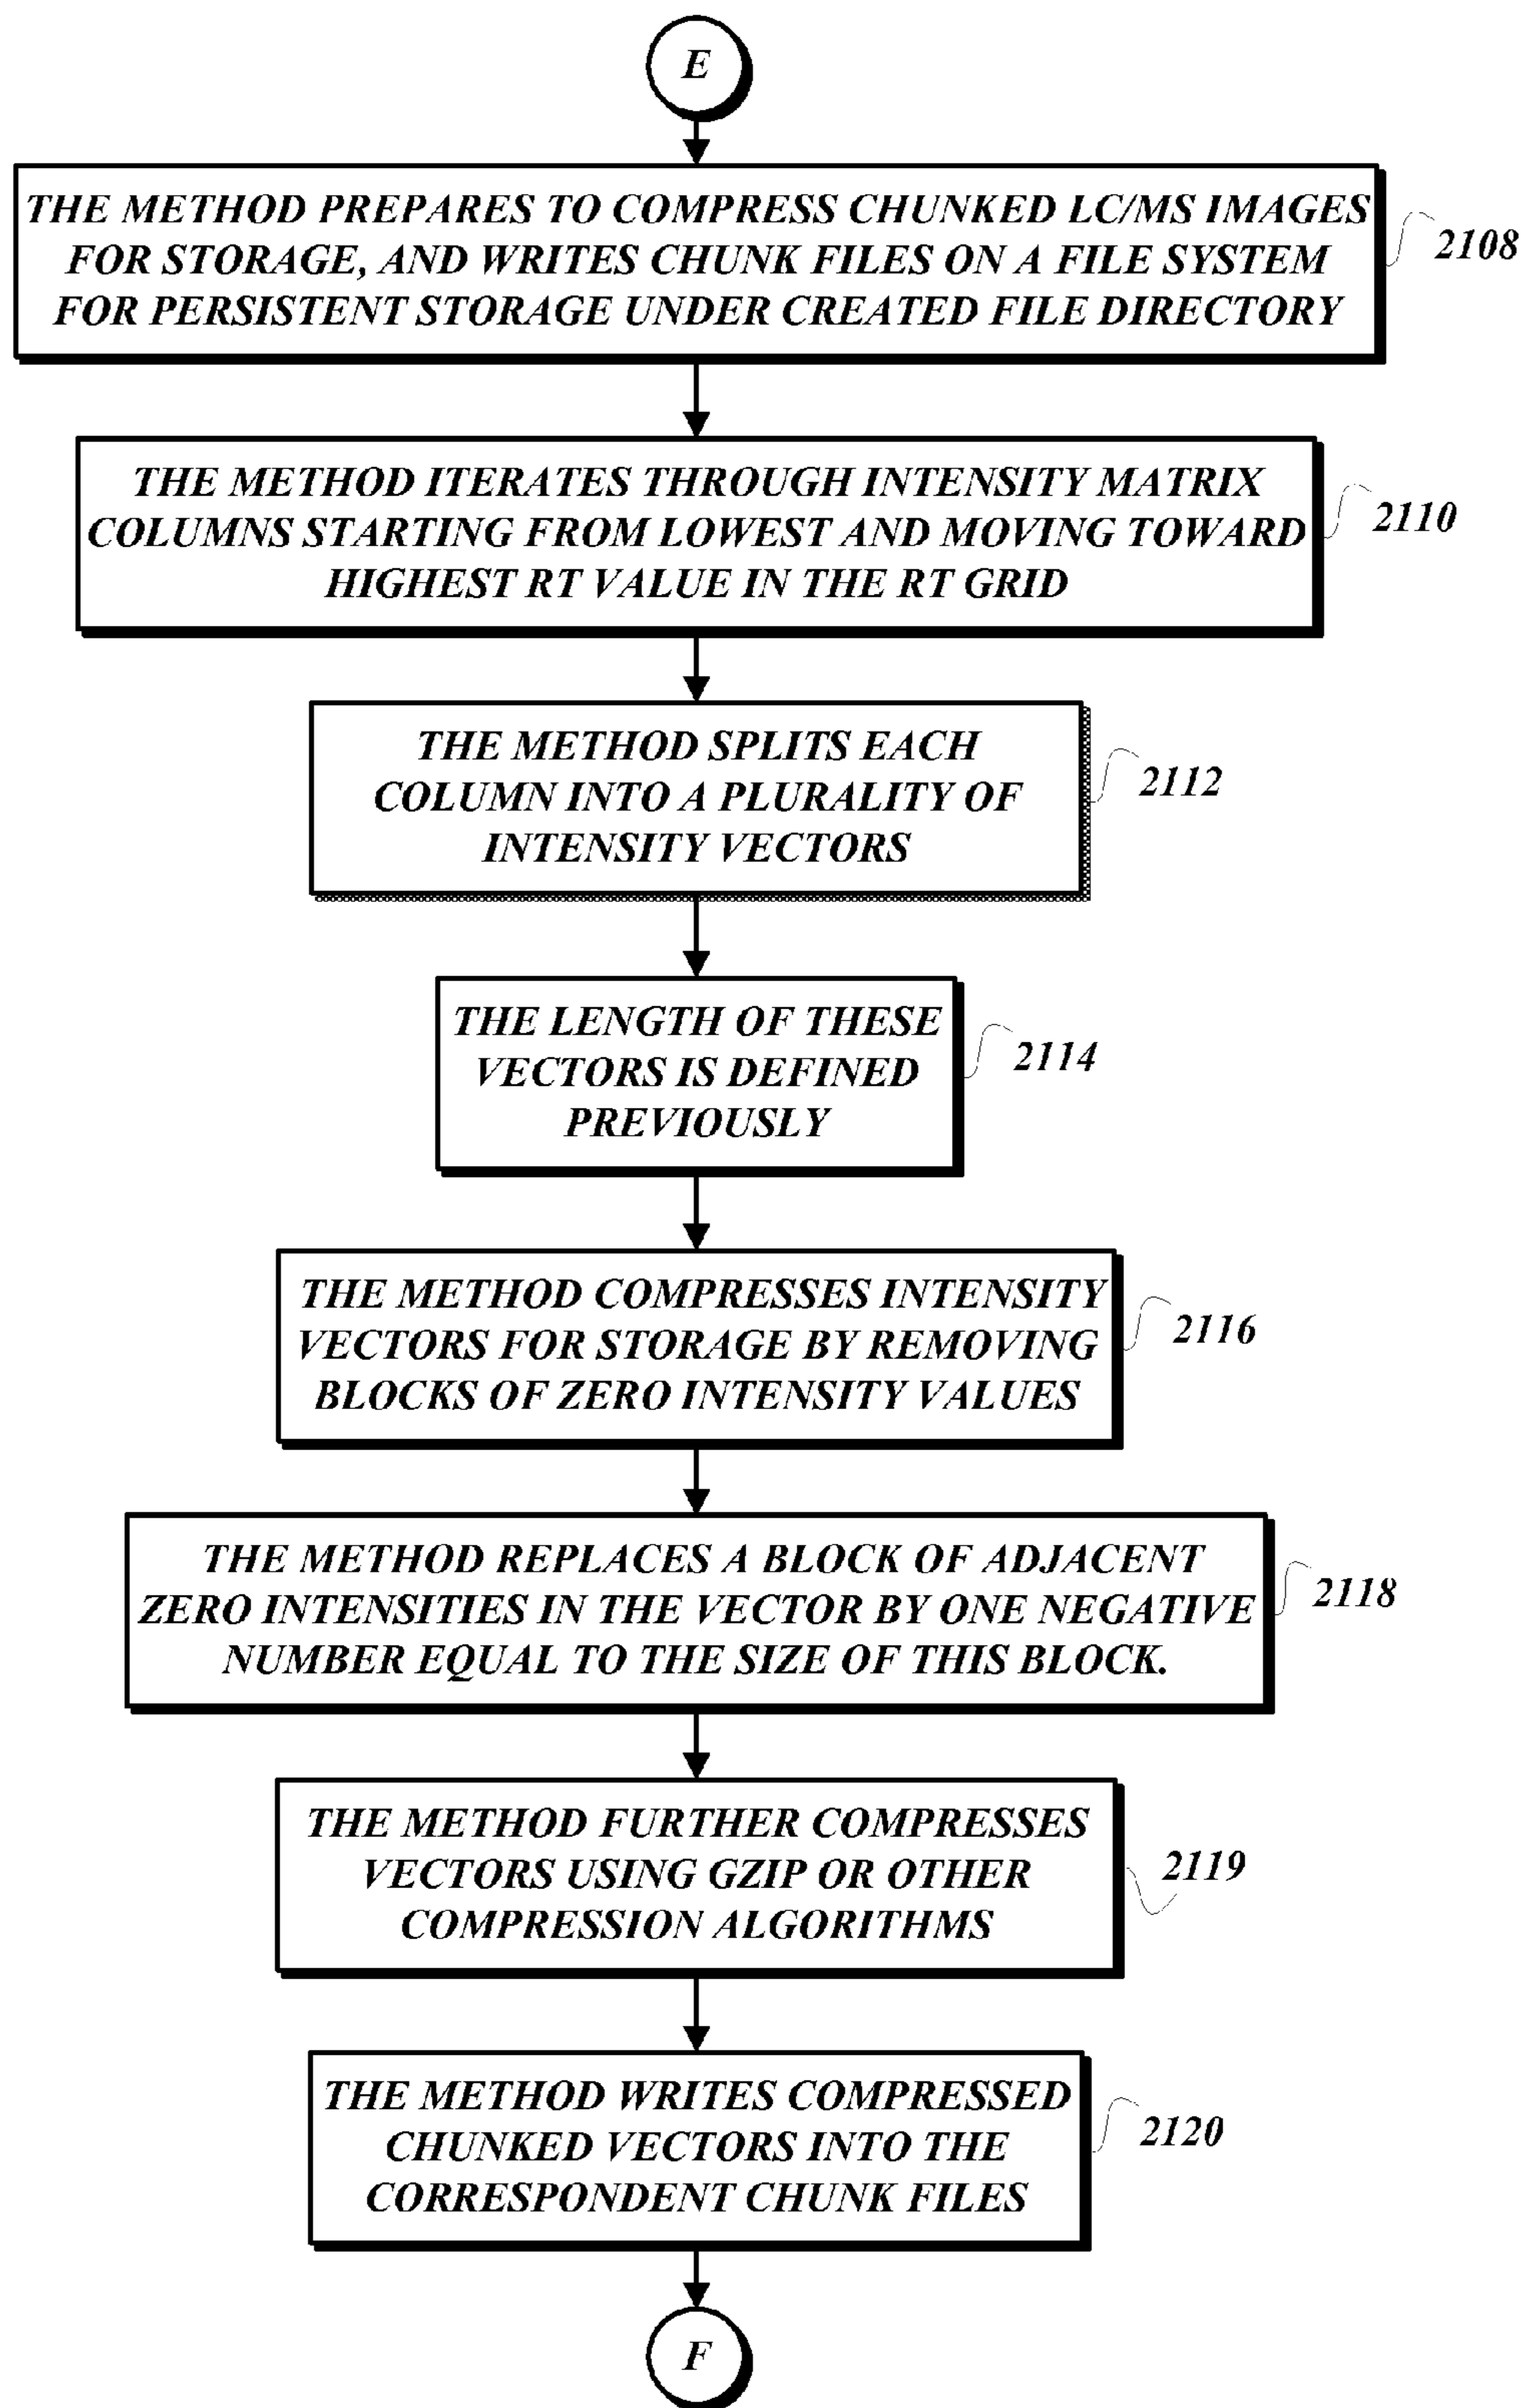 E
THE METHOD PREPARES TO COMPRESS CHUNKED LC/MS IMAGES
FOR STORAGE, AND WRITES CHUNK FILES ON A FILE SYSTEM
FOR PERSISTENT STORAGE UNDER CREATED FILE DIRECTORY
2108
THE METHOD ITERATES THROUGH INTENSITY MATRIX
COLUMNS STARTING FROM LOWEST AND MOVING TOWARD
HIGHEST RT VALUE IN THE RT GRID
2110
THE METHOD SPLITS EACH
COLUMN INTO A PLURALITY OF
INTENSITY VECTORS
2112
THE LENGTH OF THESE
VECTORS IS DEFINED
PREVIOUSLY
2114
THE METHOD COMPRESSES INTENSITY
VECTORS FOR STORAGE BY REMOVING
BLOCKS OF ZERO INTENSITY VALUES
2116
THE METHOD REPLACES A BLOCK OF ADJACENT
ZERO INTENSITIES IN THE VECTOR BY ONE NEGATIVE
NUMBER EQUAL TO THE SIZE OF THIS BLOCK.
2118
THE METHOD FURTHER COMPRESSES
VECTORS USING GZIP OR OTHER
COMPRESSION ALGORITHMS
2119
THE METHOD WRITES COMPRESSED
CHUNKED VECTORS INTO THE
CORRESPONDENT CHUNK FILES
2120
F